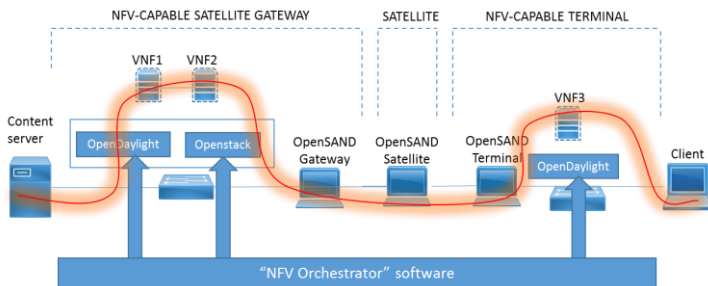 NFV-CAPABLE SATELLITE GATEWAY
SATELLITE
NFV-CAPABLE TERMINAL
VNF1
VNF2
VNF3
Content
server
OpenDaylight
Openstack
OpenSAND
Gateway
OpenSAND
Satellite
OpenSAND
Terminal
OpenDaylight
Client
“NFV Orchestrator” software